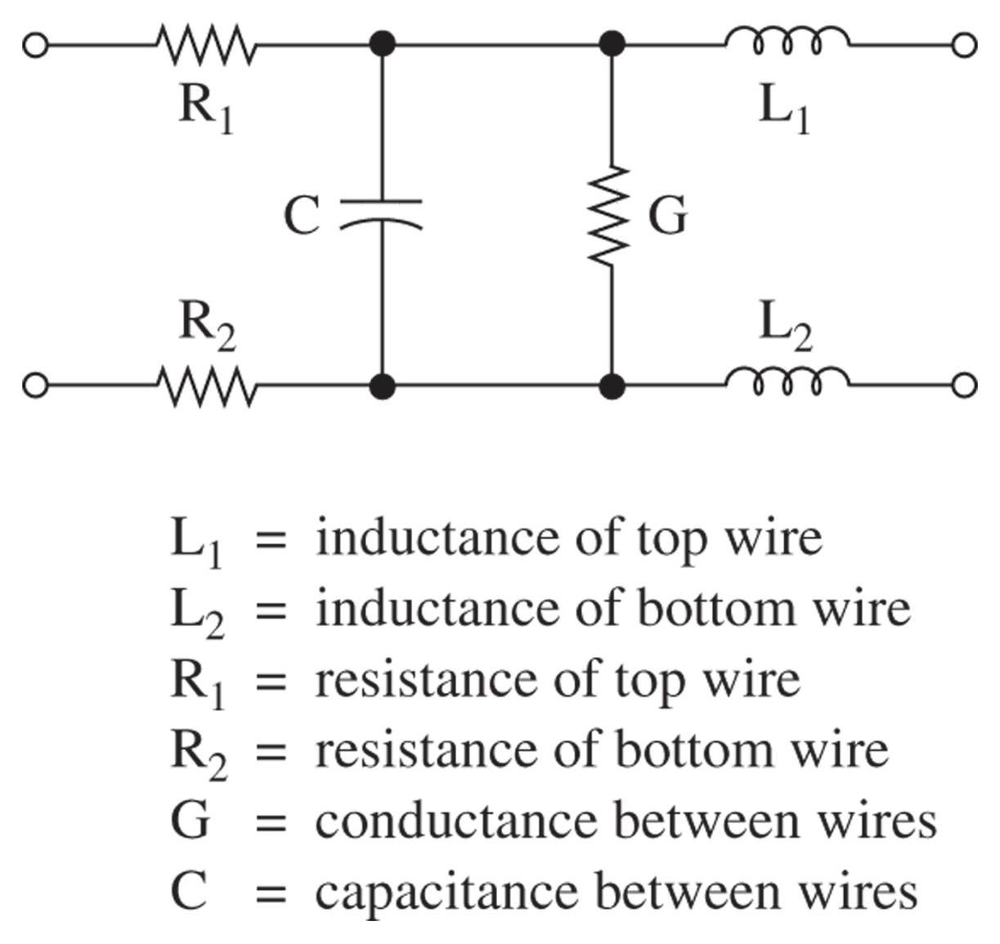 R₁
L₁
C
G
R₂
L₂
L₁ = inductance of top wire
L₂ = inductance of bottom wire
R₁ = resistance of top wire
R₂ = resistance of bottom wire
G = conductance between wires
C = capacitance between wires